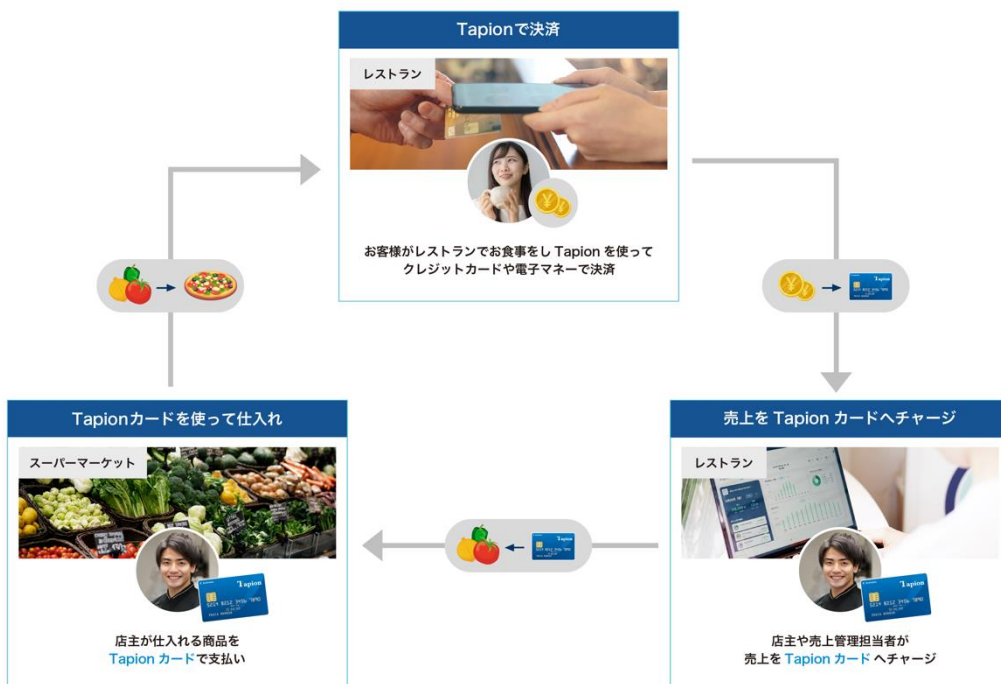 Tapionで決済
レストラン
お客様がレストランでお食事をし Tapion を使って
クレジットカードや電子マネーで決済
Tapionカードを使って仕入れ
スーパーマーケット
Tapion
店主が仕入れる商品を
Tapion カードで支払い
売上を Tapion カードへチャージ
レストラン
Tapion
店主や売上管理担当者が
売上を Tapion カード へチャージ